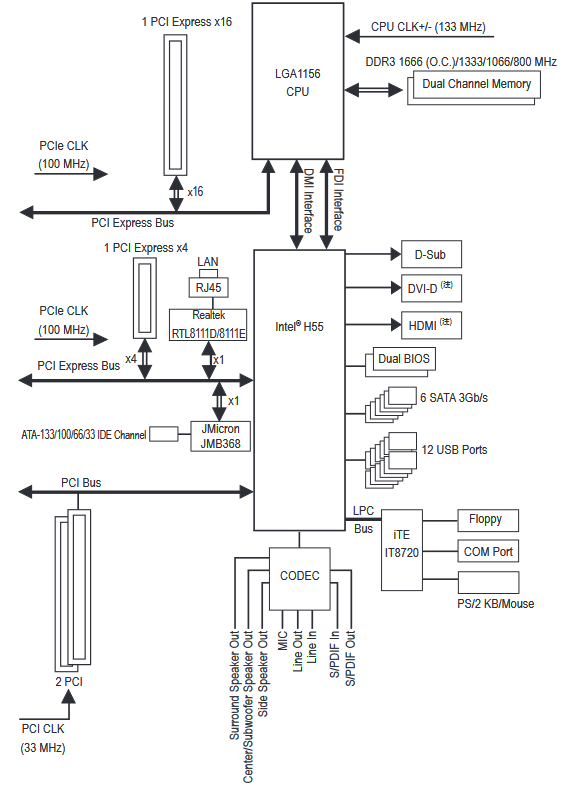 1 PCI Express x16
CPU CLK+/- (133 MHz)
LGA1156
CPU
DDR3 1666 (O.C.)/1333/1066/800 MHz
Dual Channel Memory
PCIe CLK
(100 MHz)
x16
PCI Express Bus
DMI Interface
FDI Interface
1 PCI Express x4
LAN
RJ45
Realtek
RTL8111D/8111E
PCIe CLK
(100 MHz)
x4
x1
PCI Express Bus
x1
ATA-133/100/66/33 IDE Channel
JMicron
JMB368
Intel® H55
D-Sub
DVI-D (注)
HDMI (注)
Dual BIOS
6 SATA 3Gb/s
12 USB Ports
PCI Bus
LPC
Bus
iTE
IT8720
Floppy
COM Port
PS/2 KB/Mouse
CODEC
Surround Speaker Out
Center/Subwoofer Speaker Out
Side Speaker Out
MIC
Line Out
Line In
S/PDIF In
S/PDIF Out
2 PCI
PCI CLK
(33 MHz)